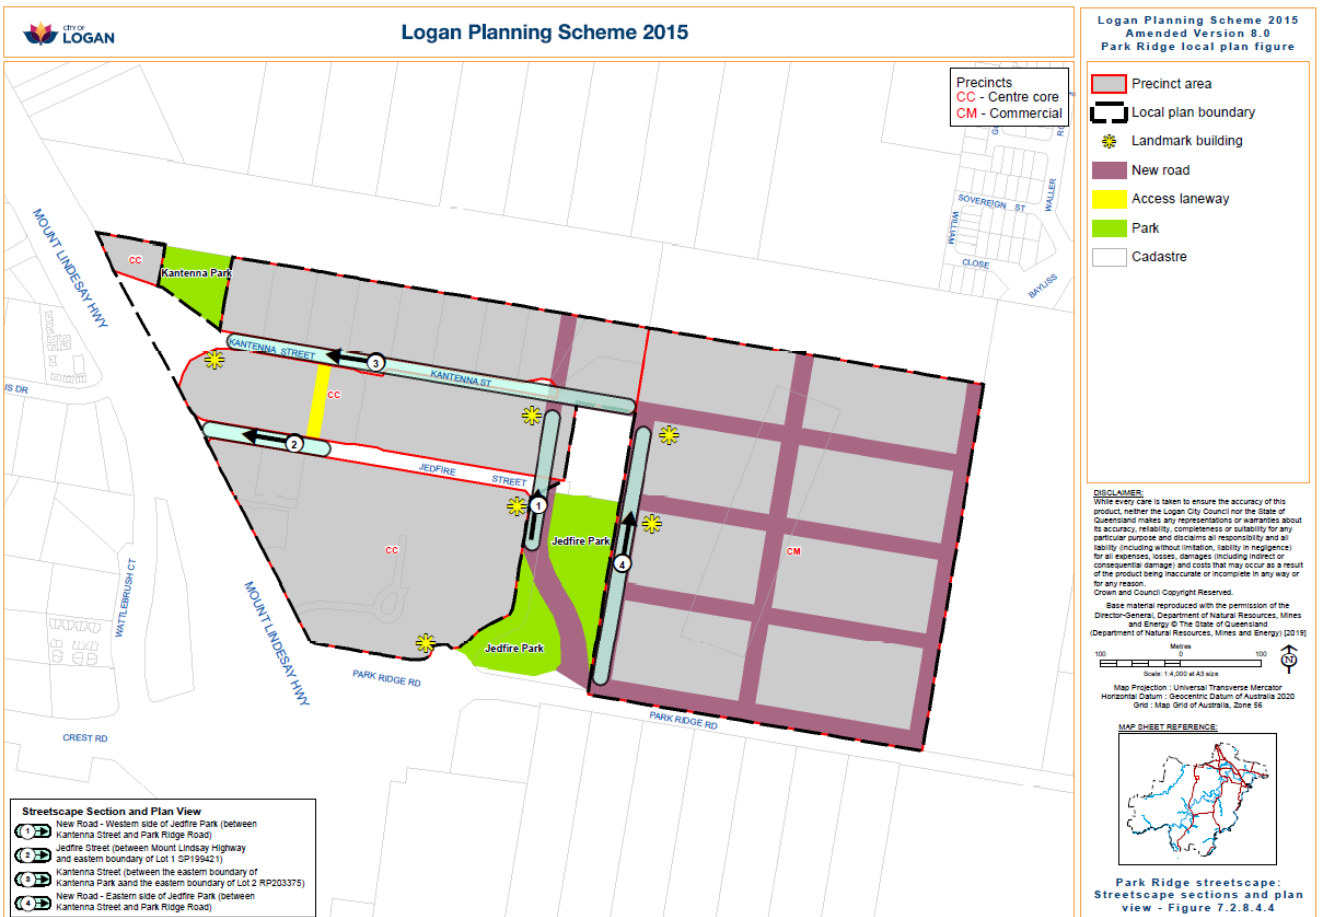 CITY OF
LOGAN
Logan Planning Scheme 2015
Logan Planning Scheme 2015
Amended Version 8.0
Park Ridge local plan figure
Precincts
CC - Centre core
CM - Commercial
Precinct area
Local plan boundary
Landmark building
New road
Access laneway
Park
Cadastre
WALLER
SOVEREIGN ST
WILLIAM
CLOSE
BAYLISS
MOUNT LINDESAY HWY
CC
Kantenna Park
KANTENNA STREET
3
KANTENNA ST
US DR
CC
2
JEDFIRE STREET
1
Jedfire Park
4
CC
CM
WATTLEBRUSH CT
MOUNT LINDESAY HWY
Jedfire Park
PARK RIDGE RD
PARK RIDGE RD
CREST RD
DISCLAIMER:
While every care is taken to ensure the accuracy of this
product, neither the Logan City Council nor the State of
Queensland makes any representations or warranties about
its accuracy, reliability, completeness or suitability for any
particular purpose and disclaims all responsibility and all
liability (including without limitation, liability in negligence)
for all expenses, losses, damages (including indirect or
consequential damage) and costs that may occur as a result
of the product being inaccurate or incomplete in any way or
for any reason.
Crown and Council Copyright Reserved.
Base material reproduced with the permission of the
Director-General, Department of Natural Resources, Mines
and Energy © The State of Queensland
(Department of Natural Resources, Mines and Energy) [2019]
Metres
100 0 100
Scale: 1:4,000 at A3 size
N
Map Projection : Universal Transverse Mercator
Horizontal Datum : Geocentric Datum of Australia 2020
Grid : Map Grid of Australia, Zone 56
MAP SHEET REFERENCE:
Streetscape Section and Plan View
1 New Road - Western side of Jedfire Park (between
Kantenna Street and Park Ridge Road)
2 Jedfire Street (between Mount Lindsay Highway
and eastern boundary of Lot 1 SP199421)
3 Kantenna Street (between the eastern boundary of
Kantenna Park aand the eastern boundary of Lot 2 RP203375)
4 New Road - Eastern side of Jedfire Park (between
Kantenna Street and Park Ridge Road)
Park Ridge streetscape:
Streetscape sections and plan
view - Figure 7.2.8.4.4